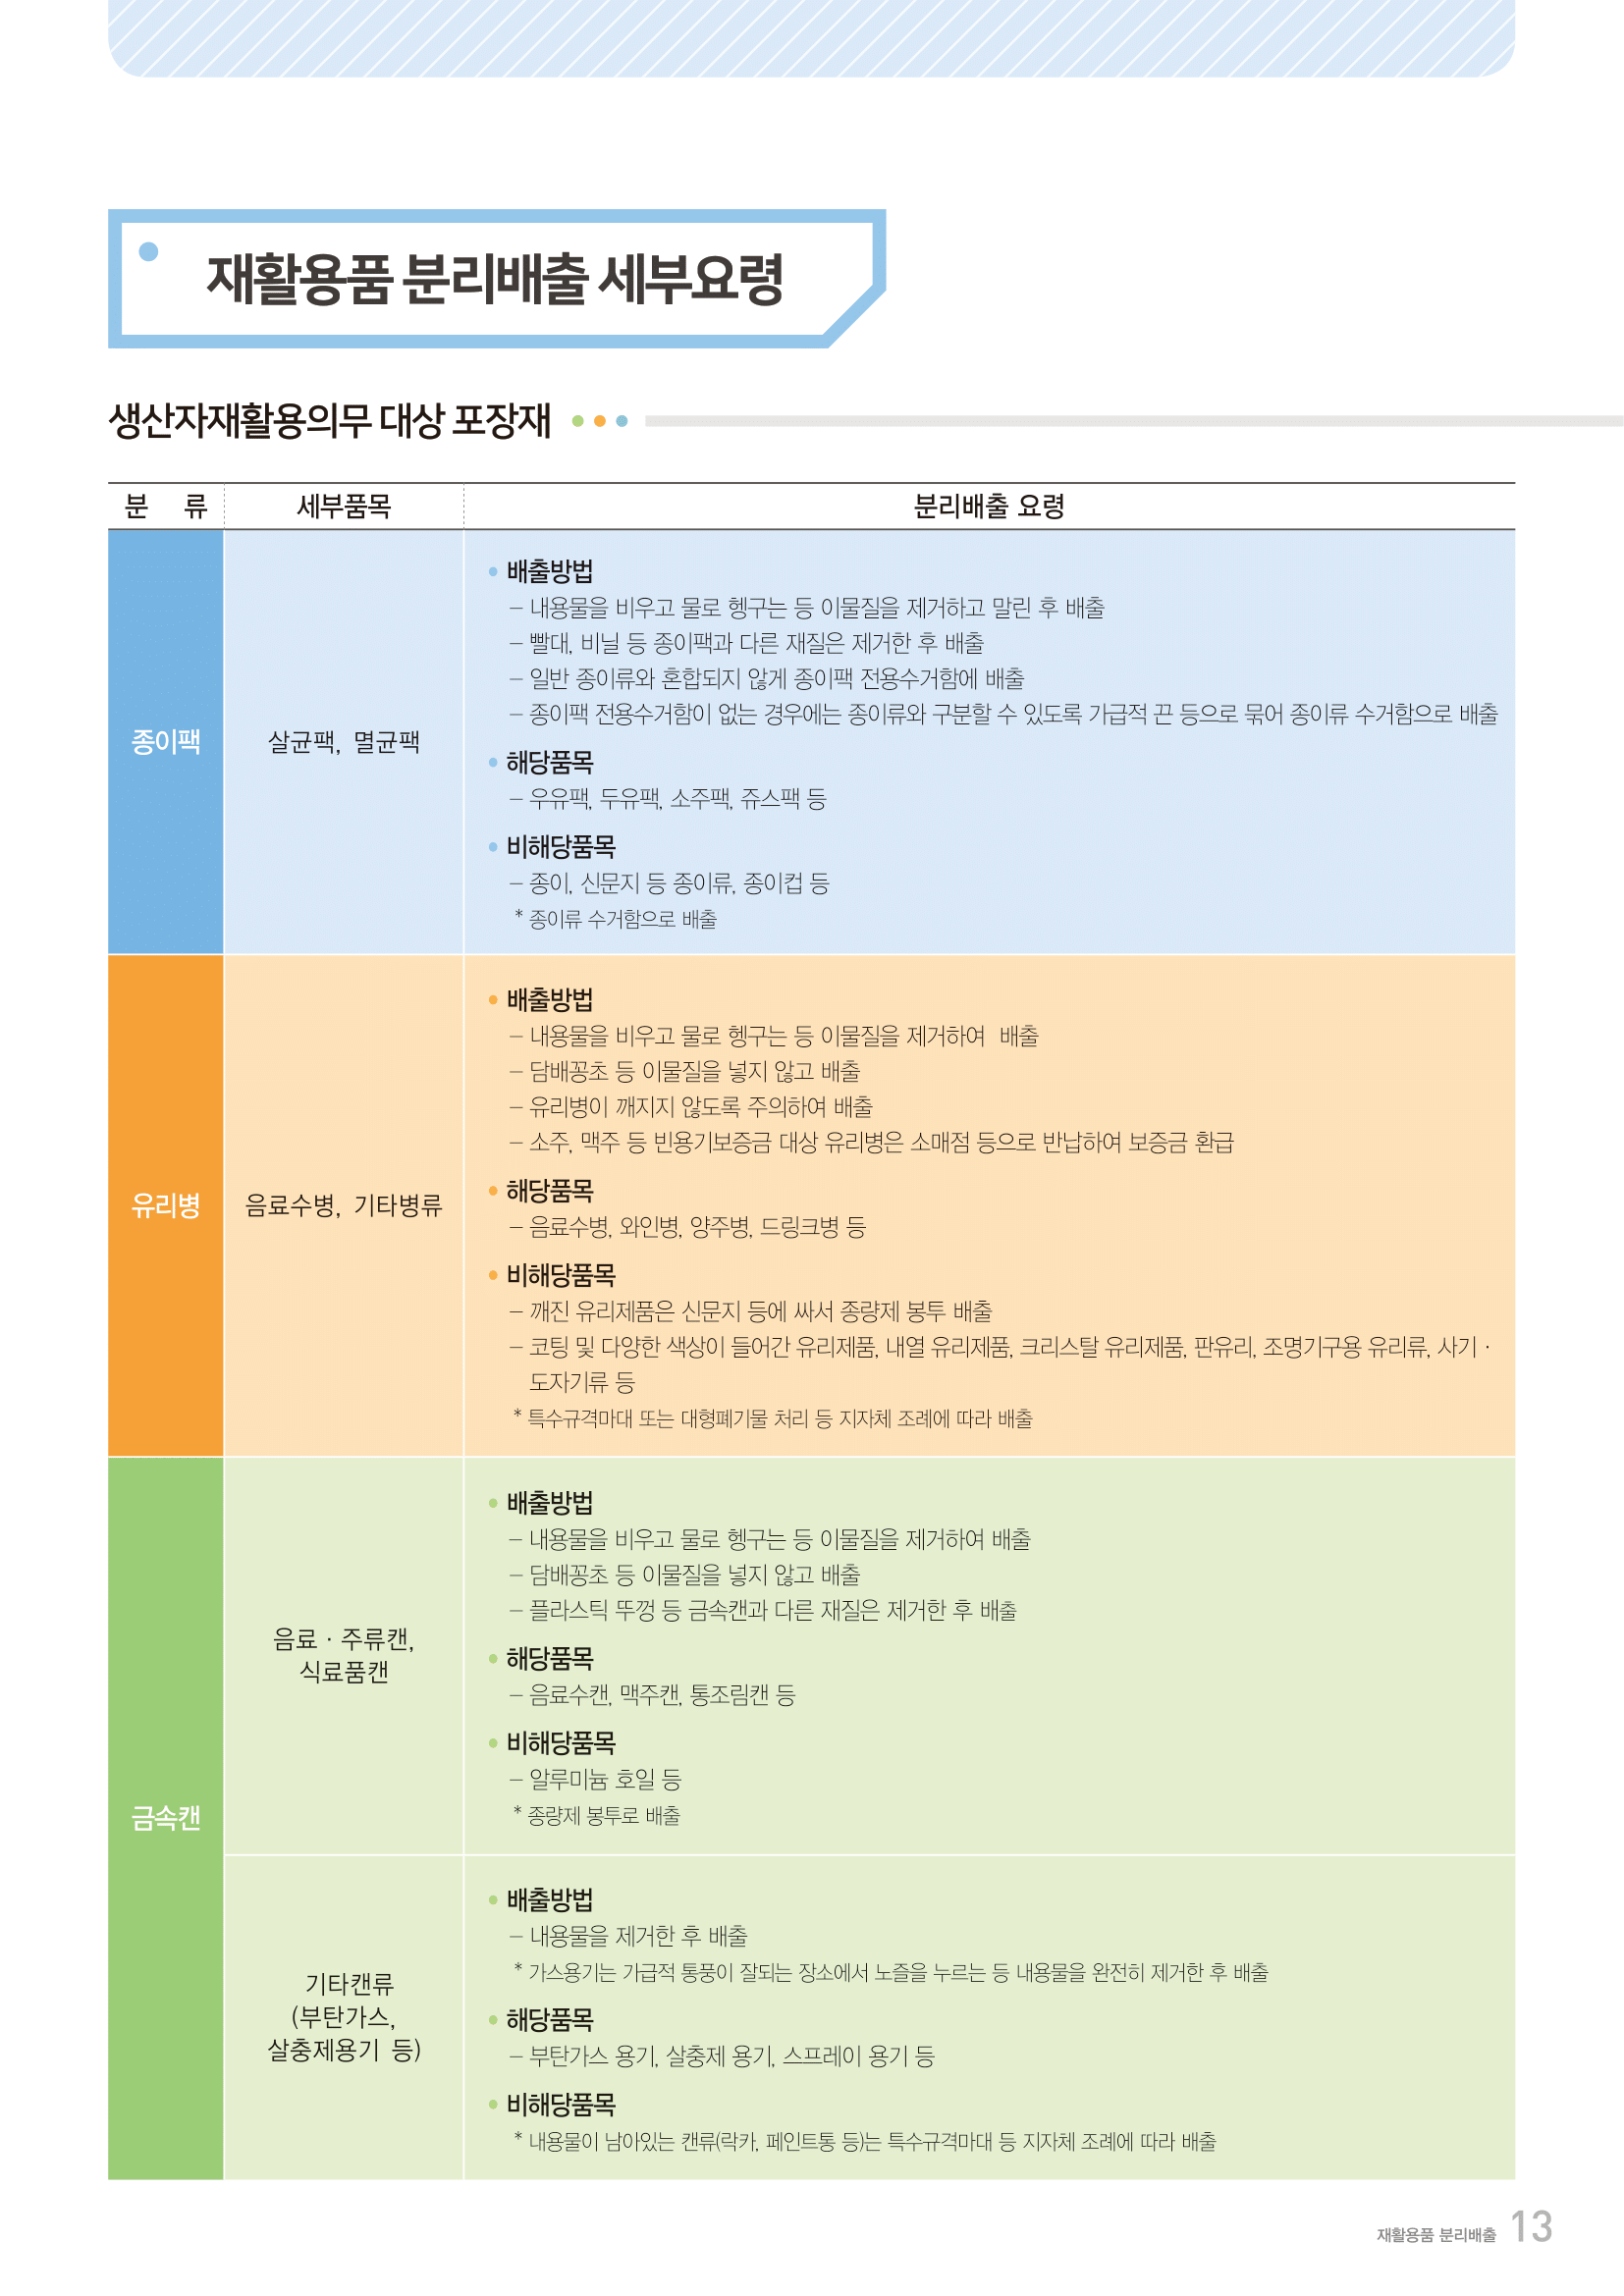 재활용품 분리배출 세부요령
생산자재활용의무 대상 포장재
분 류 세부품목 분리배출 요령
종이팩
살균팩, 멸균팩
• 배출방법
– 내용물을 비우고 물로 헹구는 등 이물질을 제거하고 말린 후 배출
– 빨대, 비닐 등 종이팩과 다른 재질은 제거한 후 배출
– 일반 종이류와 혼합되지 않게 종이팩 전용수거함에 배출
– 종이팩 전용수거함이 없는 경우에는 종이류와 구분할 수 있도록 가급적 끈 등으로 묶어 종이류 수거함으로 배출
• 해당품목
– 우유팩, 두유팩, 소주팩, 쥬스팩 등
• 비해당품목
– 종이, 신문지 등 종이류, 종이컵 등
* 종이류 수거함으로 배출
유리병
음료수병, 기타병류
• 배출방법
– 내용물을 비우고 물로 헹구는 등 이물질을 제거하여 배출
– 담배꽁초 등 이물질을 넣지 않고 배출
– 유리병이 깨지지 않도록 주의하여 배출
– 소주, 맥주 등 빈용기보증금 대상 유리병은 소매점 등으로 반납하여 보증금 환급
• 해당품목
– 음료수병, 와인병, 양주병, 드링크병 등
• 비해당품목
– 깨진 유리제품은 신문지 등에 싸서 종량제 봉투 배출
– 코팅 및 다양한 색상이 들어간 유리제품, 내열 유리제품, 크리스탈 유리제품, 판유리, 조명기구용 유리류, 사기 ·
도자기류 등
* 특수규격마대 또는 대형폐기물 처리 등 지자체 조례에 따라 배출
금속캔
음료 · 주류캔,
식료품캔
• 배출방법
– 내용물을 비우고 물로 헹구는 등 이물질을 제거하여 배출
– 담배꽁초 등 이물질을 넣지 않고 배출
– 플라스틱 뚜껑 등 금속캔과 다른 재질은 제거한 후 배출
• 해당품목
– 음료수캔, 맥주캔, 통조림캔 등
• 비해당품목
– 알루미늄 호일 등
* 종량제 봉투로 배출
기타캔류
(부탄가스,
살충제용기 등)
• 배출방법
– 내용물을 제거한 후 배출
* 가스용기는 가급적 통풍이 잘되는 장소에서 노즐을 누르는 등 내용물을 완전히 제거한 후 배출
• 해당품목
– 부탄가스 용기, 살충제 용기, 스프레이 용기 등
• 비해당품목
* 내용물이 남아있는 캔류(락카, 페인트통 등)는 특수규격마대 등 지자체 조례에 따라 배출
재활용품 분리배출 13